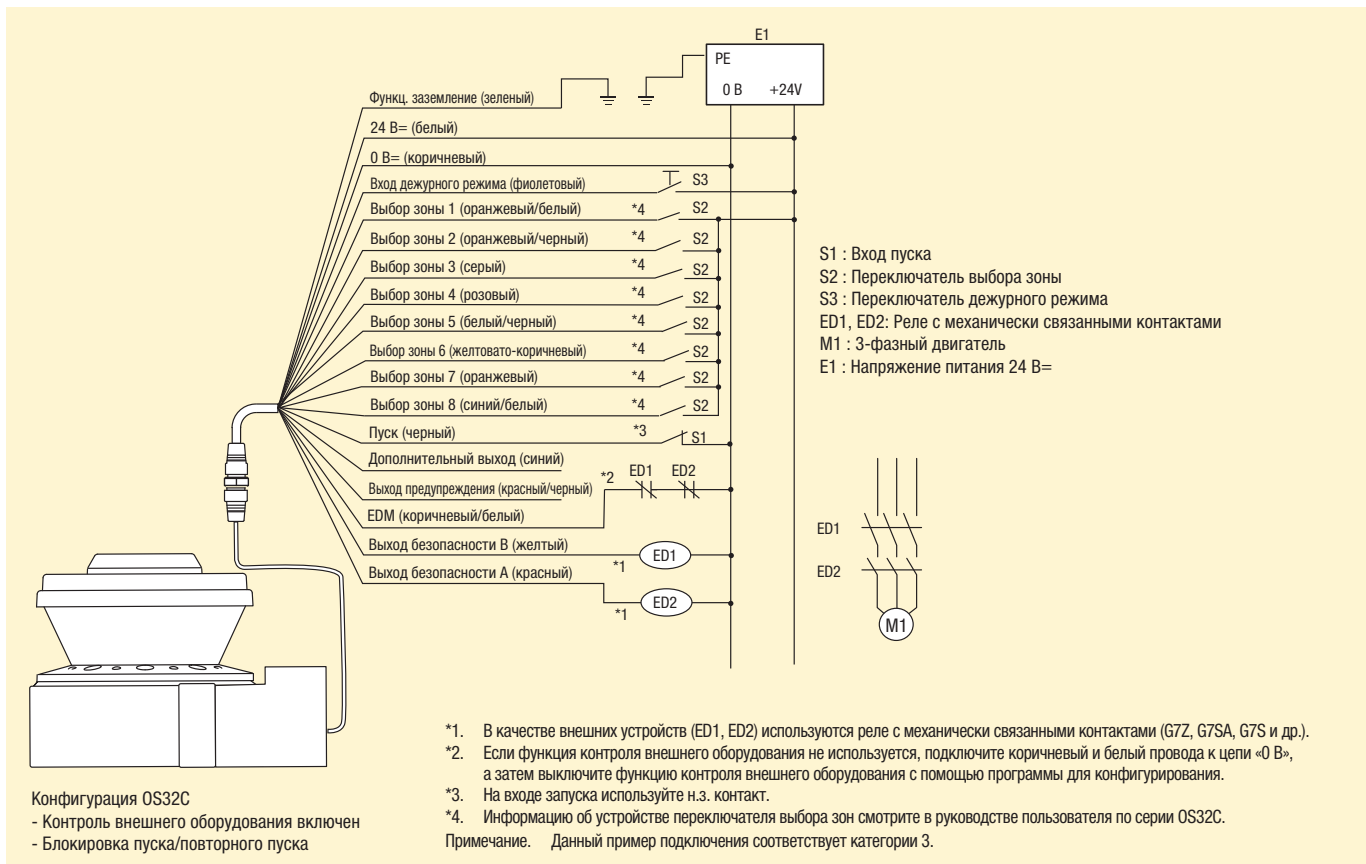 E1
PE
0 В +24V
Функц. заземление (зеленый)
24 В= (белый)
0 В= (коричневый)
Вход дежурного режима (фиолетовый) S3
Выбор зоны 1 (оранжевый/белый) *4 S2
Выбор зоны 2 (оранжевый/черный) *4 S2
Выбор зоны 3 (серый) *4 S2
Выбор зоны 4 (розовый) *4 S2
Выбор зоны 5 (белый/черный) *4 S2
Выбор зоны 6 (желтовато-коричневый) *4 S2
Выбор зоны 7 (оранжевый) *4 S2
Выбор зоны 8 (синий/белый) *4 S2
Пуск (черный) *3 S1
Дополнительный выход (синий)
Выход предупреждения (красный/черный) *2 ED1 ED2
EDM (коричневый/белый)
Выход безопасности B (желтый) *1 ED1
Выход безопасности A (красный) *1 ED2
S1 : Вход пуска
S2 : Переключатель выбора зоны
S3 : Переключатель дежурного режима
ED1, ED2: Реле с механически связанными контактами
M1 : 3-фазный двигатель
E1 : Напряжение питания 24 В=
ED1
ED2
M1
Конфигурация OS32C
- Контроль внешнего оборудования включен
- Блокировка пуска/повторного пуска
*1. В качестве внешних устройств (ED1, ED2) используются реле с механически связанными контактами (G7Z, G7SA, G7S и др.).
*2. Если функция контроля внешнего оборудования не используется, подключите коричневый и белый провода к цепи «0 В»,
а затем выключите функцию контроля внешнего оборудования с помощью программы для конфигурирования.
*3. На входе запуска используйте н.з. контакт.
*4. Информацию об устройстве переключателя выбора зон смотрите в руководстве пользователя по серии OS32C.
Примечание. Данный пример подключения соответствует категории 3.